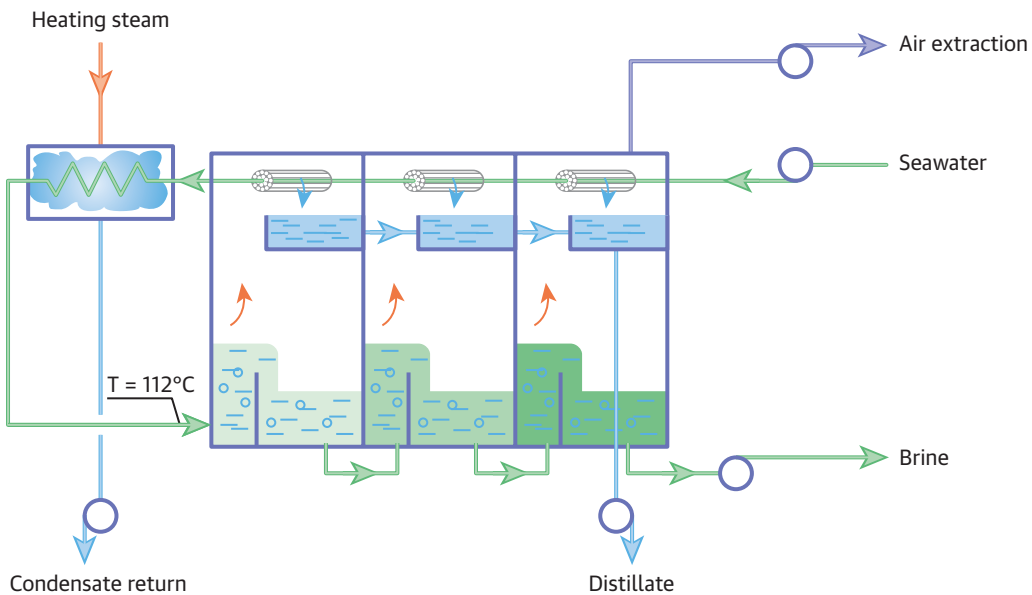 Heating steam
Air extraction
Seawater
T = 112°C
Brine
Condensate return
Distillate